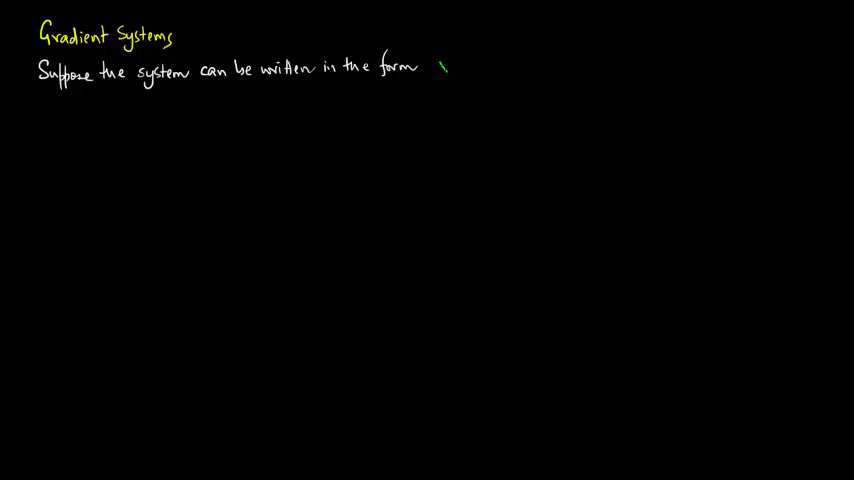 Gradient Systems
Suppose the system can be written in the form